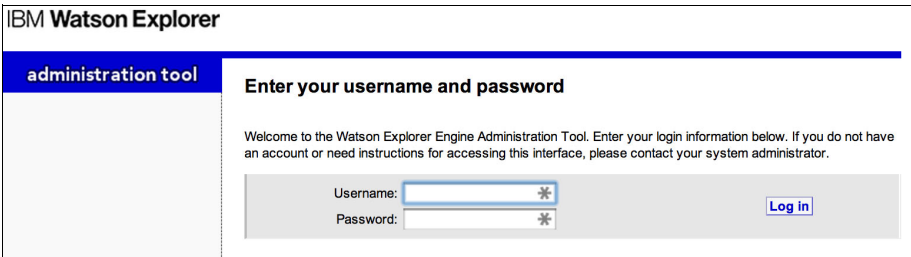 IBM Watson Explorer
administration tool
Enter your username and password
Welcome to the Watson Explorer Engine Administration Tool. Enter your login information below. If you do not have
an account or need instructions for accessing this interface, please contact your system administrator.
Username:
Password:
Log in